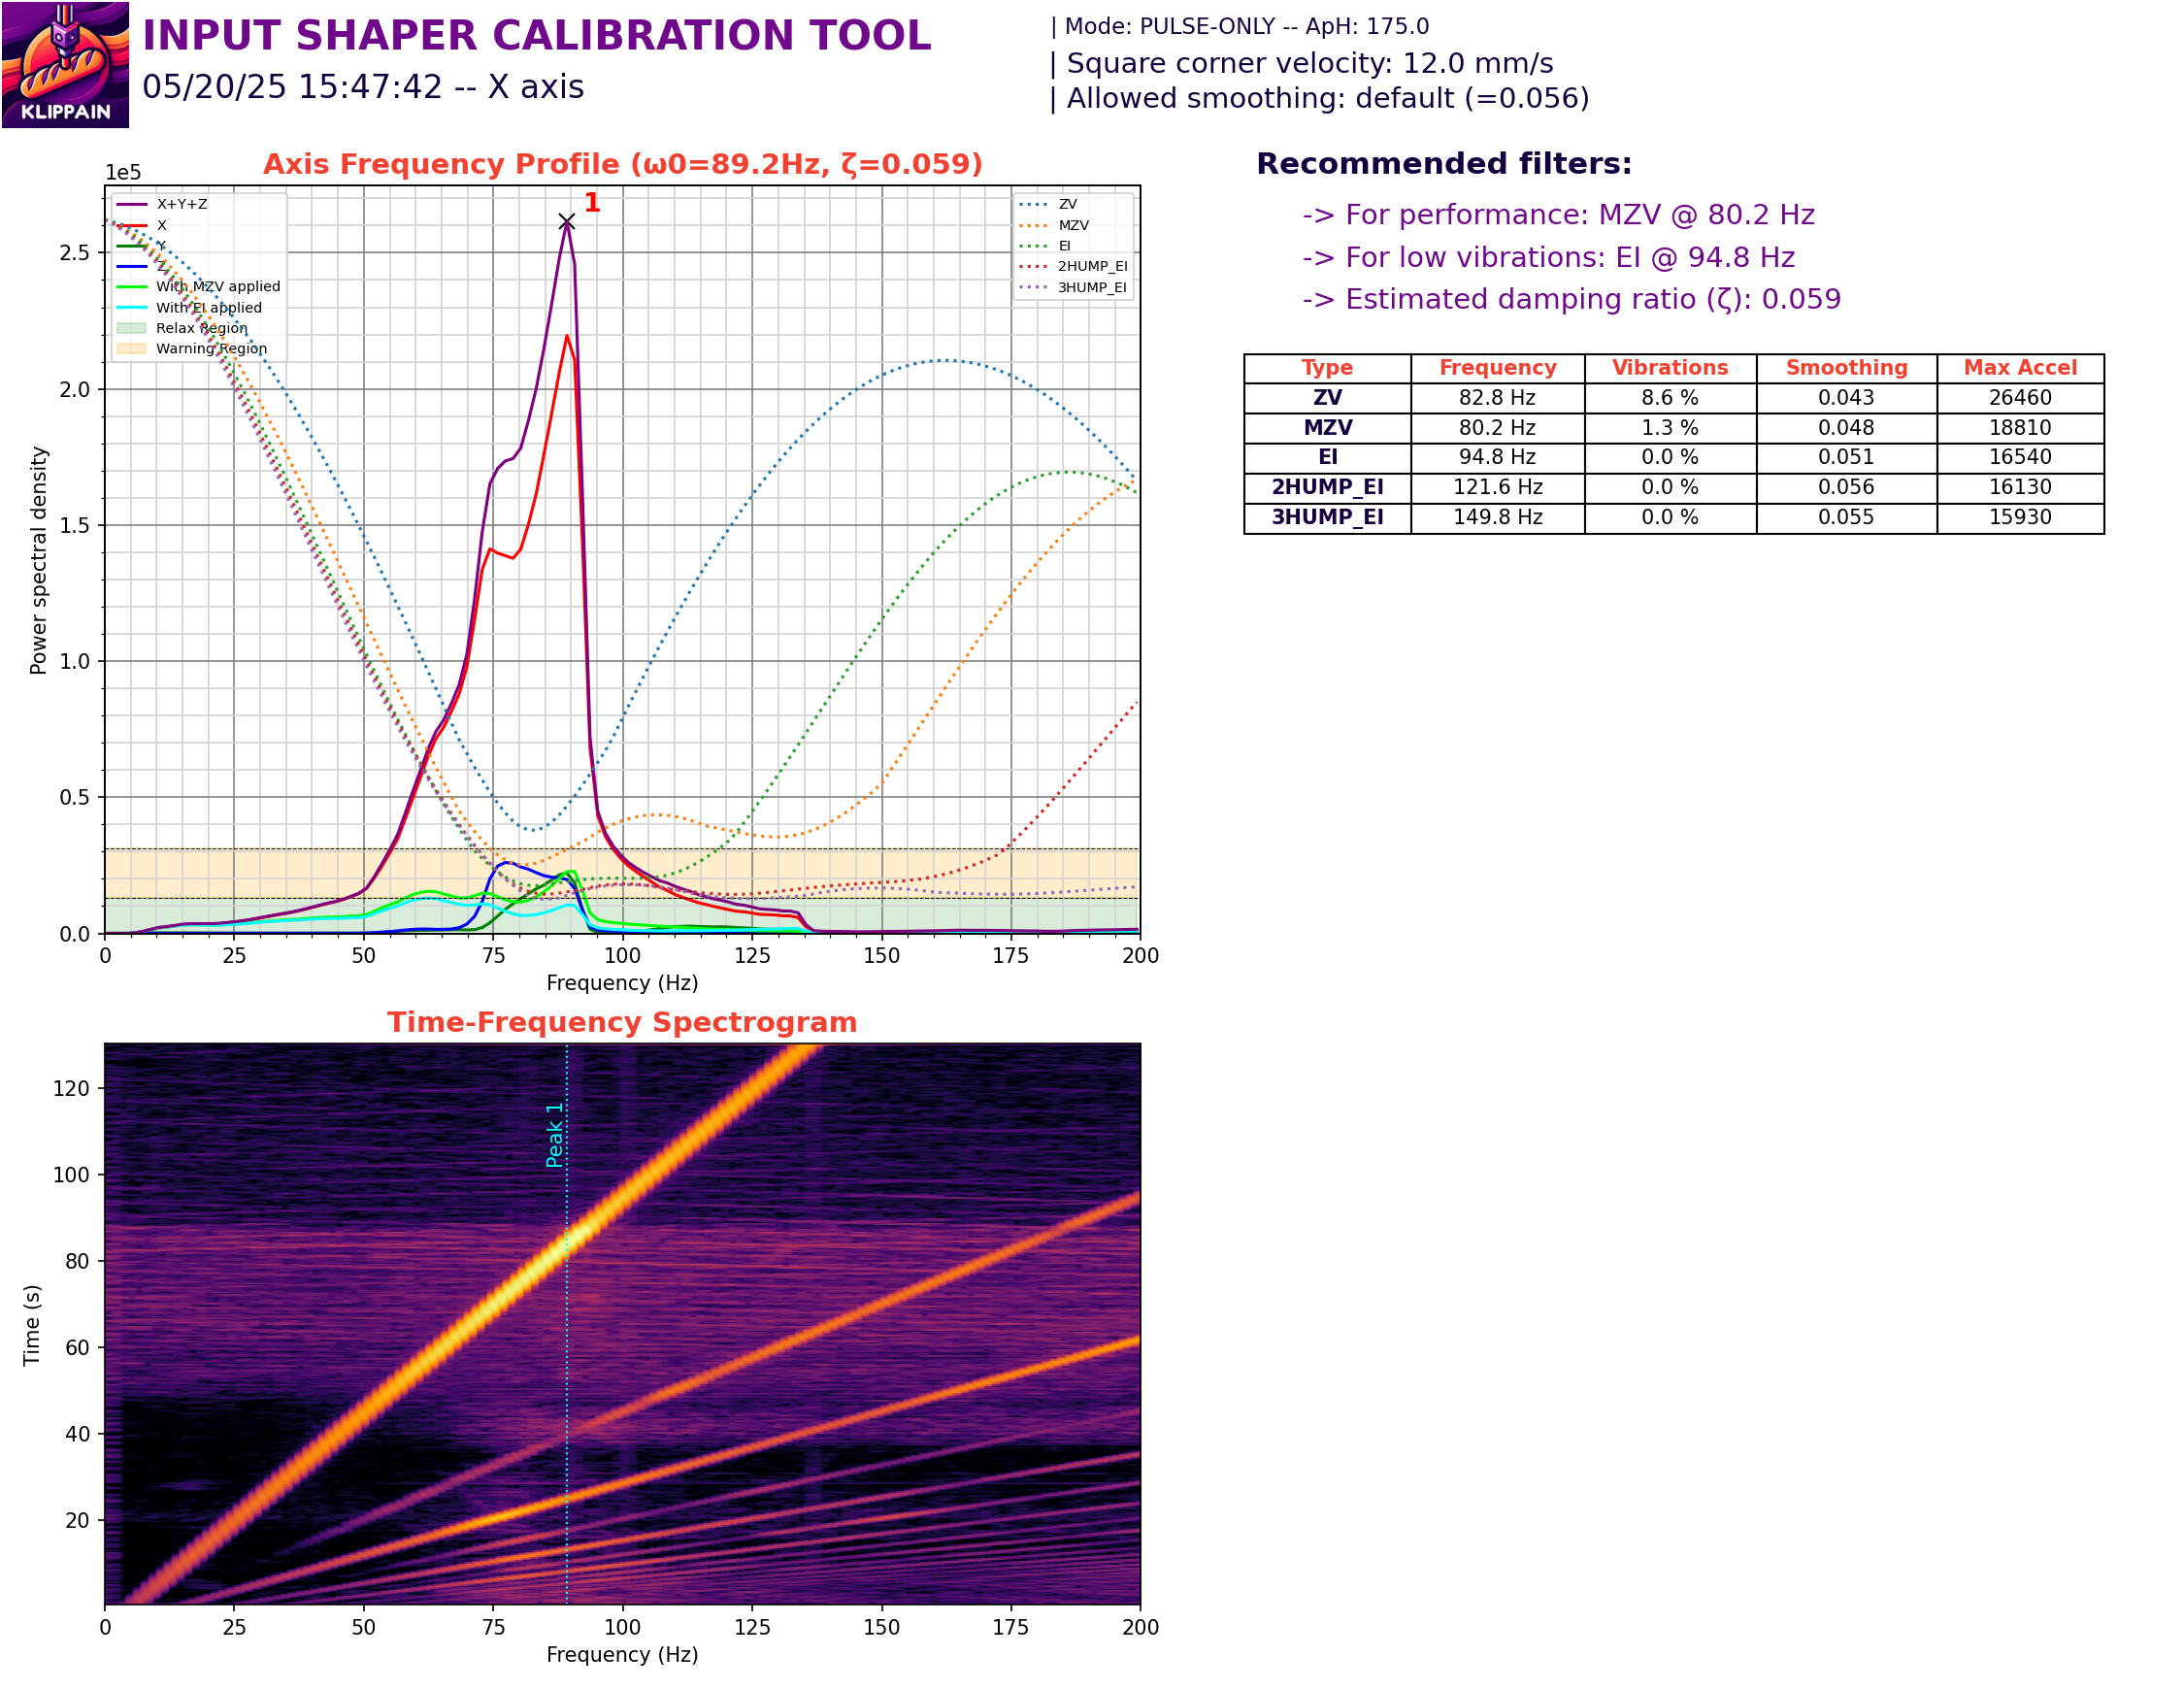 KLIPPAIN
INPUT SHAPER CALIBRATION TOOL
05/20/25 15:47:42 -- X axis
| Mode: PULSE-ONLY -- ApH: 175.0
| Square corner velocity: 12.0 mm/s
| Allowed smoothing: default (=0.056)
Axis Frequency Profile (ω0=89.2Hz, ζ=0.059)
1e5
X+Y+Z
X
Y
Z
With MZV applied
With EI applied
Relax Region
Warning Region
1
ZV
MZV
EI
2HUMP_EI
3HUMP_EI
Power spectral density
2.5
2.0
1.5
1.0
0.5
0.0
0 25 50 75 100 125 150 175 200
Frequency (Hz)
Recommended filters:
-> For performance: MZV @ 80.2 Hz
-> For low vibrations: EI @ 94.8 Hz
-> Estimated damping ratio (ζ): 0.059
Type Frequency Vibrations Smoothing Max Accel
ZV 82.8 Hz 8.6 % 0.043 26460
MZV 80.2 Hz 1.3 % 0.048 18810
EI 94.8 Hz 0.0 % 0.051 16540
2HUMP_EI 121.6 Hz 0.0 % 0.056 16130
3HUMP_EI 149.8 Hz 0.0 % 0.055 15930
Time-Frequency Spectrogram
Peak 1
Time (s)
120
100
80
60
40
20
0 25 50 75 100 125 150 175 200
Frequency (Hz)